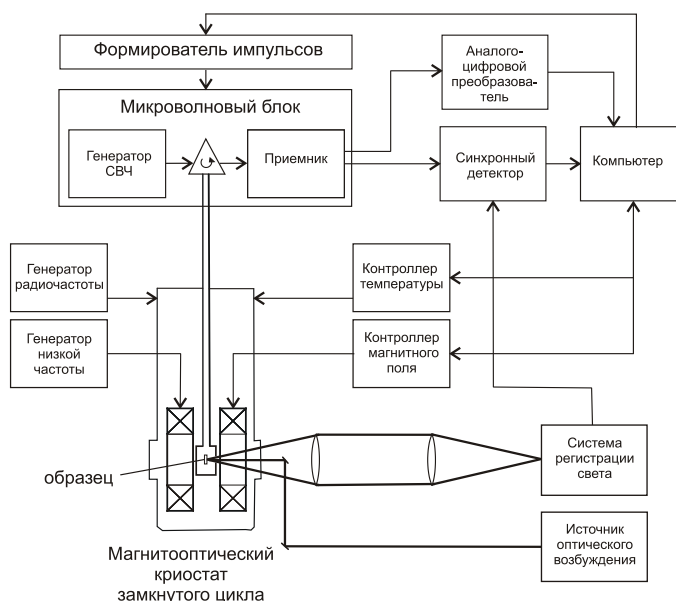 Формирователь импульсов
Аналого-
цифровой
преобразова-
тель
Микроволновый блок
Генератор
СВЧ
Приемник
Синхронный
детектор
Компьютер
Генератор
радиочастоты
Контроллер
температуры
Генератор
низкой
частоты
Контроллер
магнитного
поля
образец
Система
регистрации
света
Источник
оптического
возбуждения
Магнитооптический
криостат
замкнутого цикла